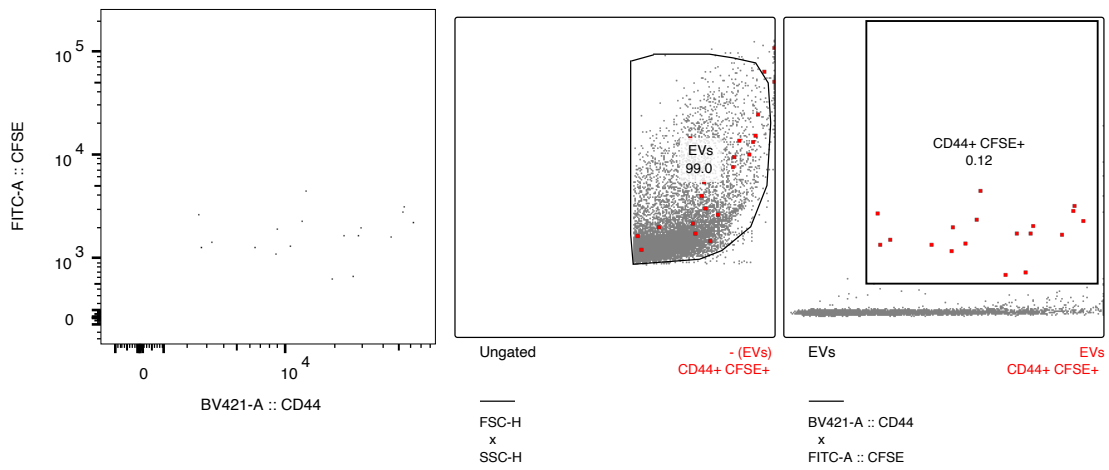 FITC-A :: CFSE
10^5
10^4
10^3
0
0
10^4
BV421-A :: CD44
EVs
99.0
Ungated
- (EVs)
CD44+ CFSE+
FSC-H
x
SSC-H
CD44+ CFSE+
0.12
EVs
EVs
CD44+ CFSE+
BV421-A :: CD44
x
FITC-A :: CFSE